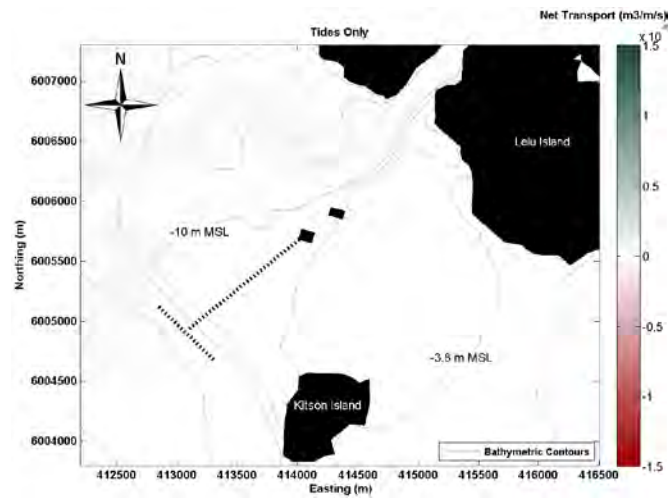 Net Transport (m3/m/s)
Tides Only
x 10
N
Lelu Island
-10 m MSL
-3.8 m MSL
Kitson Island
Bathymetric Contours
Northing (m)
6007000
6006500
6006000
6005500
6005000
6004500
6004000
412500 413000 413500 414000 414500 415000 415500 416000 416500
Easting (m)
1.5
1
0.5
0
-0.5
-1
-1.5